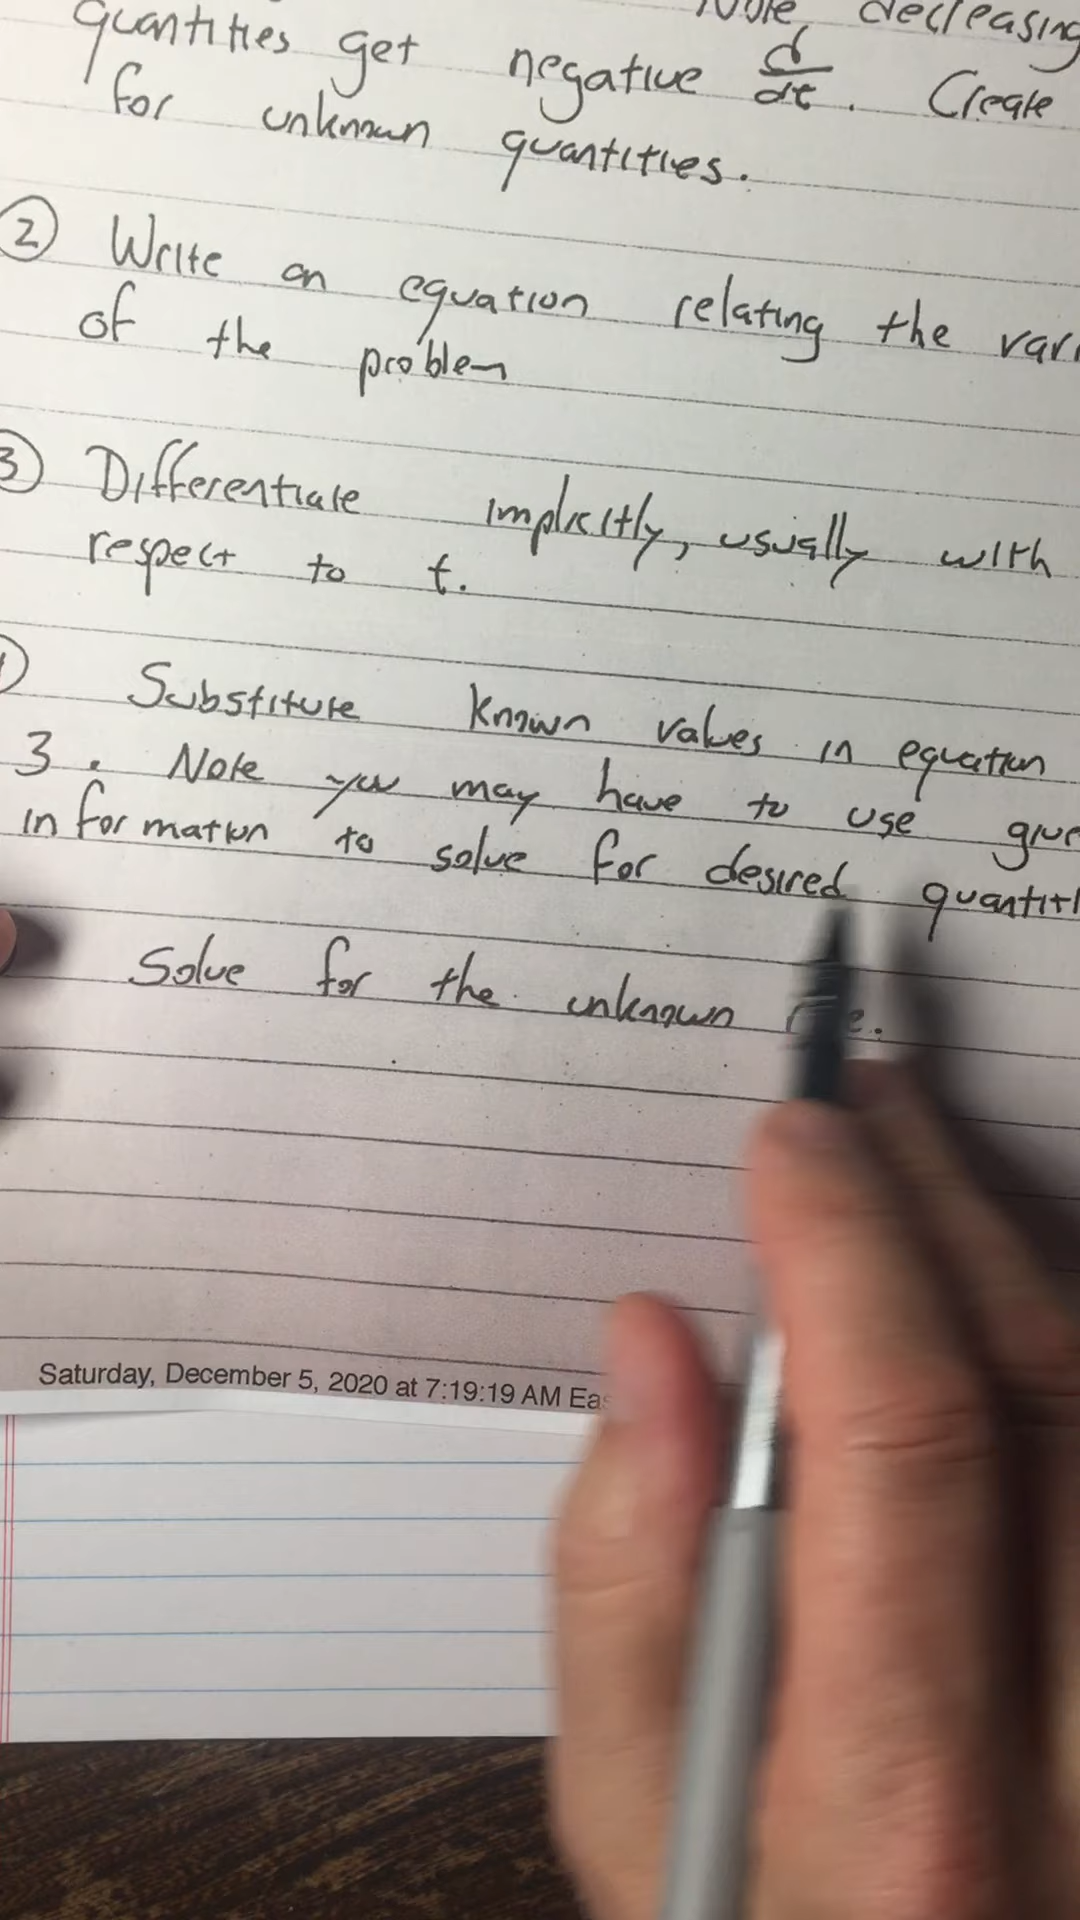 Note, decreasing
quantities get negative d/dt. Create
for unknown quantities.
② Write an equation relating the
of the problem
③ Differentiate implicitly, usually with
respect to t.
Substitute known values in equation
3. Note you may have to use
information to solve for desired
Solve for the unknown
Saturday, December 5, 2020 at 7:19:19 AM